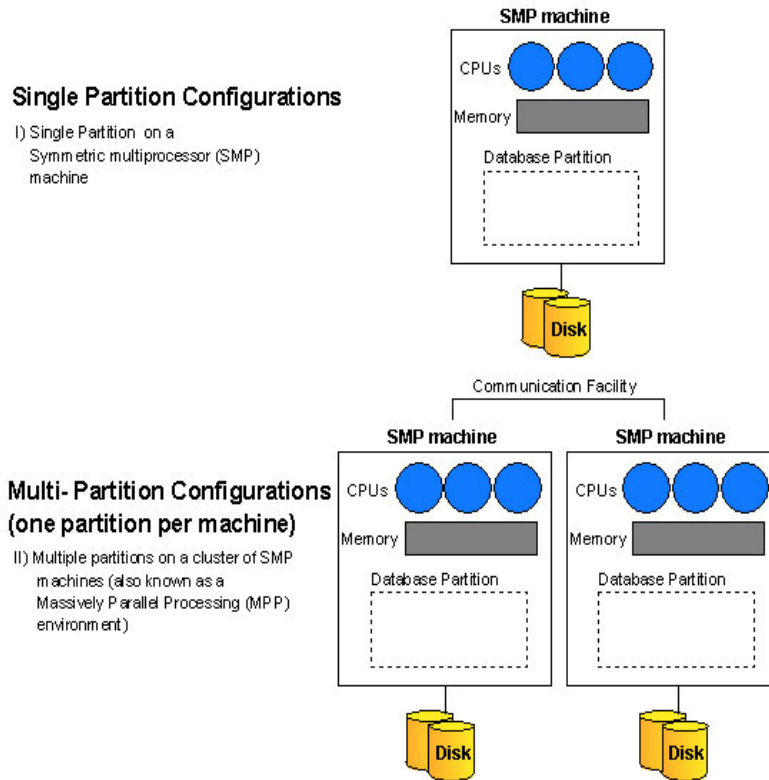 SMP machine
CPUs
Single Partition Configurations
Memory
I) Single Partition on a
Symmetric multiprocessor (SMP)
machine
Database Partition
Disk
Communication Facility
SMP machine
SMP machine
Multi- Partition Configurations
(one partition per machine)
II) Multiple partitions on a cluster of SMP
machines (also known as a
Massively Parallel Processing (MPP)
environment)
CPUs
Memory
Database Partition
Disk
CPUs
Memory
Database Partition
Disk